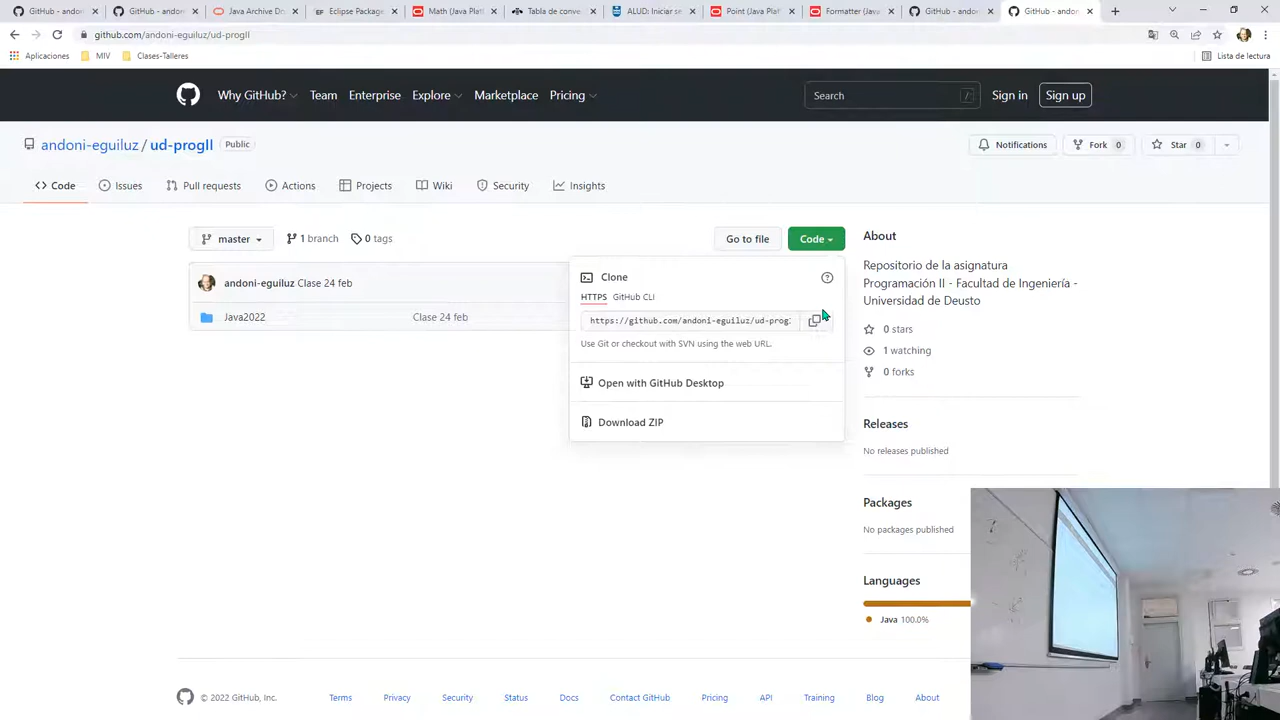 GitHub - andon
GitHub - andon
Java Archive Do
Eclipse Package
Math (Java Platf
Tabla de conve
ALUD: Iniciar se
Point (Java Plat
Formatter (Java
GitHub - andon
GitHub - andon
github.com/andoni-eguiluz/ud-progII
Aplicaciones
MIV
Clases-Talleres
Lista de lectura
Why GitHub?
Team
Enterprise
Explore
Marketplace
Pricing
Search
/
Sign in
Sign up
andoni-eguiluz / ud-progII
Public
Notifications
Fork 0
Star 0
Code
Issues
Pull requests
Actions
Projects
Wiki
Security
Insights
master
1 branch
0 tags
Go to file
Code
andoni-eguiluz Clase 24 feb
Java2022
Clase 24 feb
Clone
HTTPS
GitHub CLI
https://github.com/andoni-eguiluz/ud-prog
Use Git or checkout with SVN using the web URL.
Open with GitHub Desktop
Download ZIP
About
Repositorio de la asignatura
Programación II - Facultad de Ingeniería -
Universidad de Deusto
0 stars
1 watching
0 forks
Releases
No releases published
Packages
No packages published
Languages
Java 100.0%
© 2022 GitHub, Inc.
Terms
Privacy
Security
Status
Docs
Contact GitHub
Pricing
API
Training
Blog
About